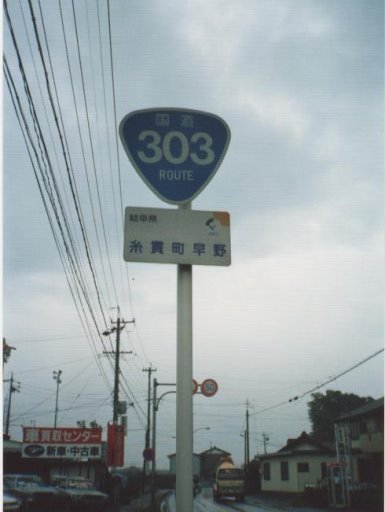 国道
303
ROUTE
岐阜県
糸貫町早野
車買取センター
新車・中古車